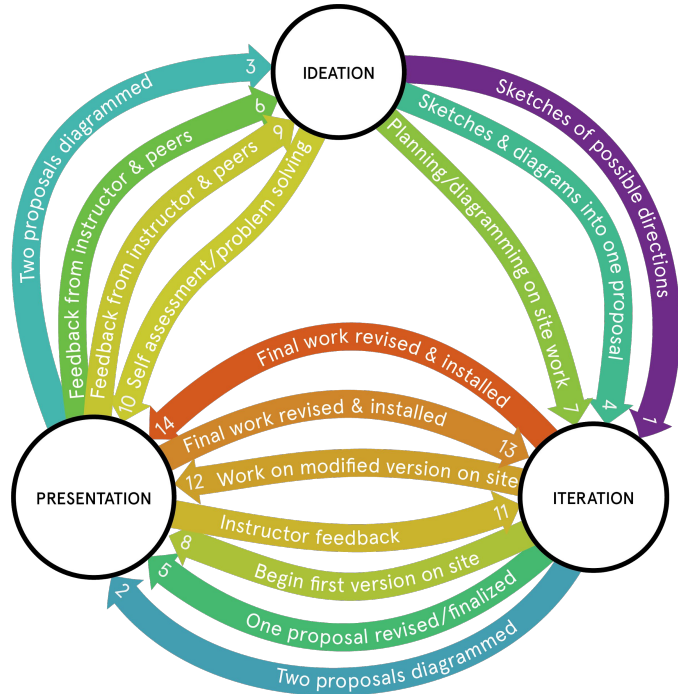 IDEATION
3 Two proposals diagrammed
6 Feedback from instructor & peers
9 Feedback from instructor & peers
10 Self assessment/problem solving
Sketches of possible directions 1
Sketches & diagrams into one proposal 4
Planning/diagramming on site work 7
Final work revised & installed
14
Final work revised & installed 13
12 Work on modified version on site
Instructor feedback 11
8 Begin first version on site
5 One proposal revised/finalized
2 Two proposals diagrammed
PRESENTATION
ITERATION